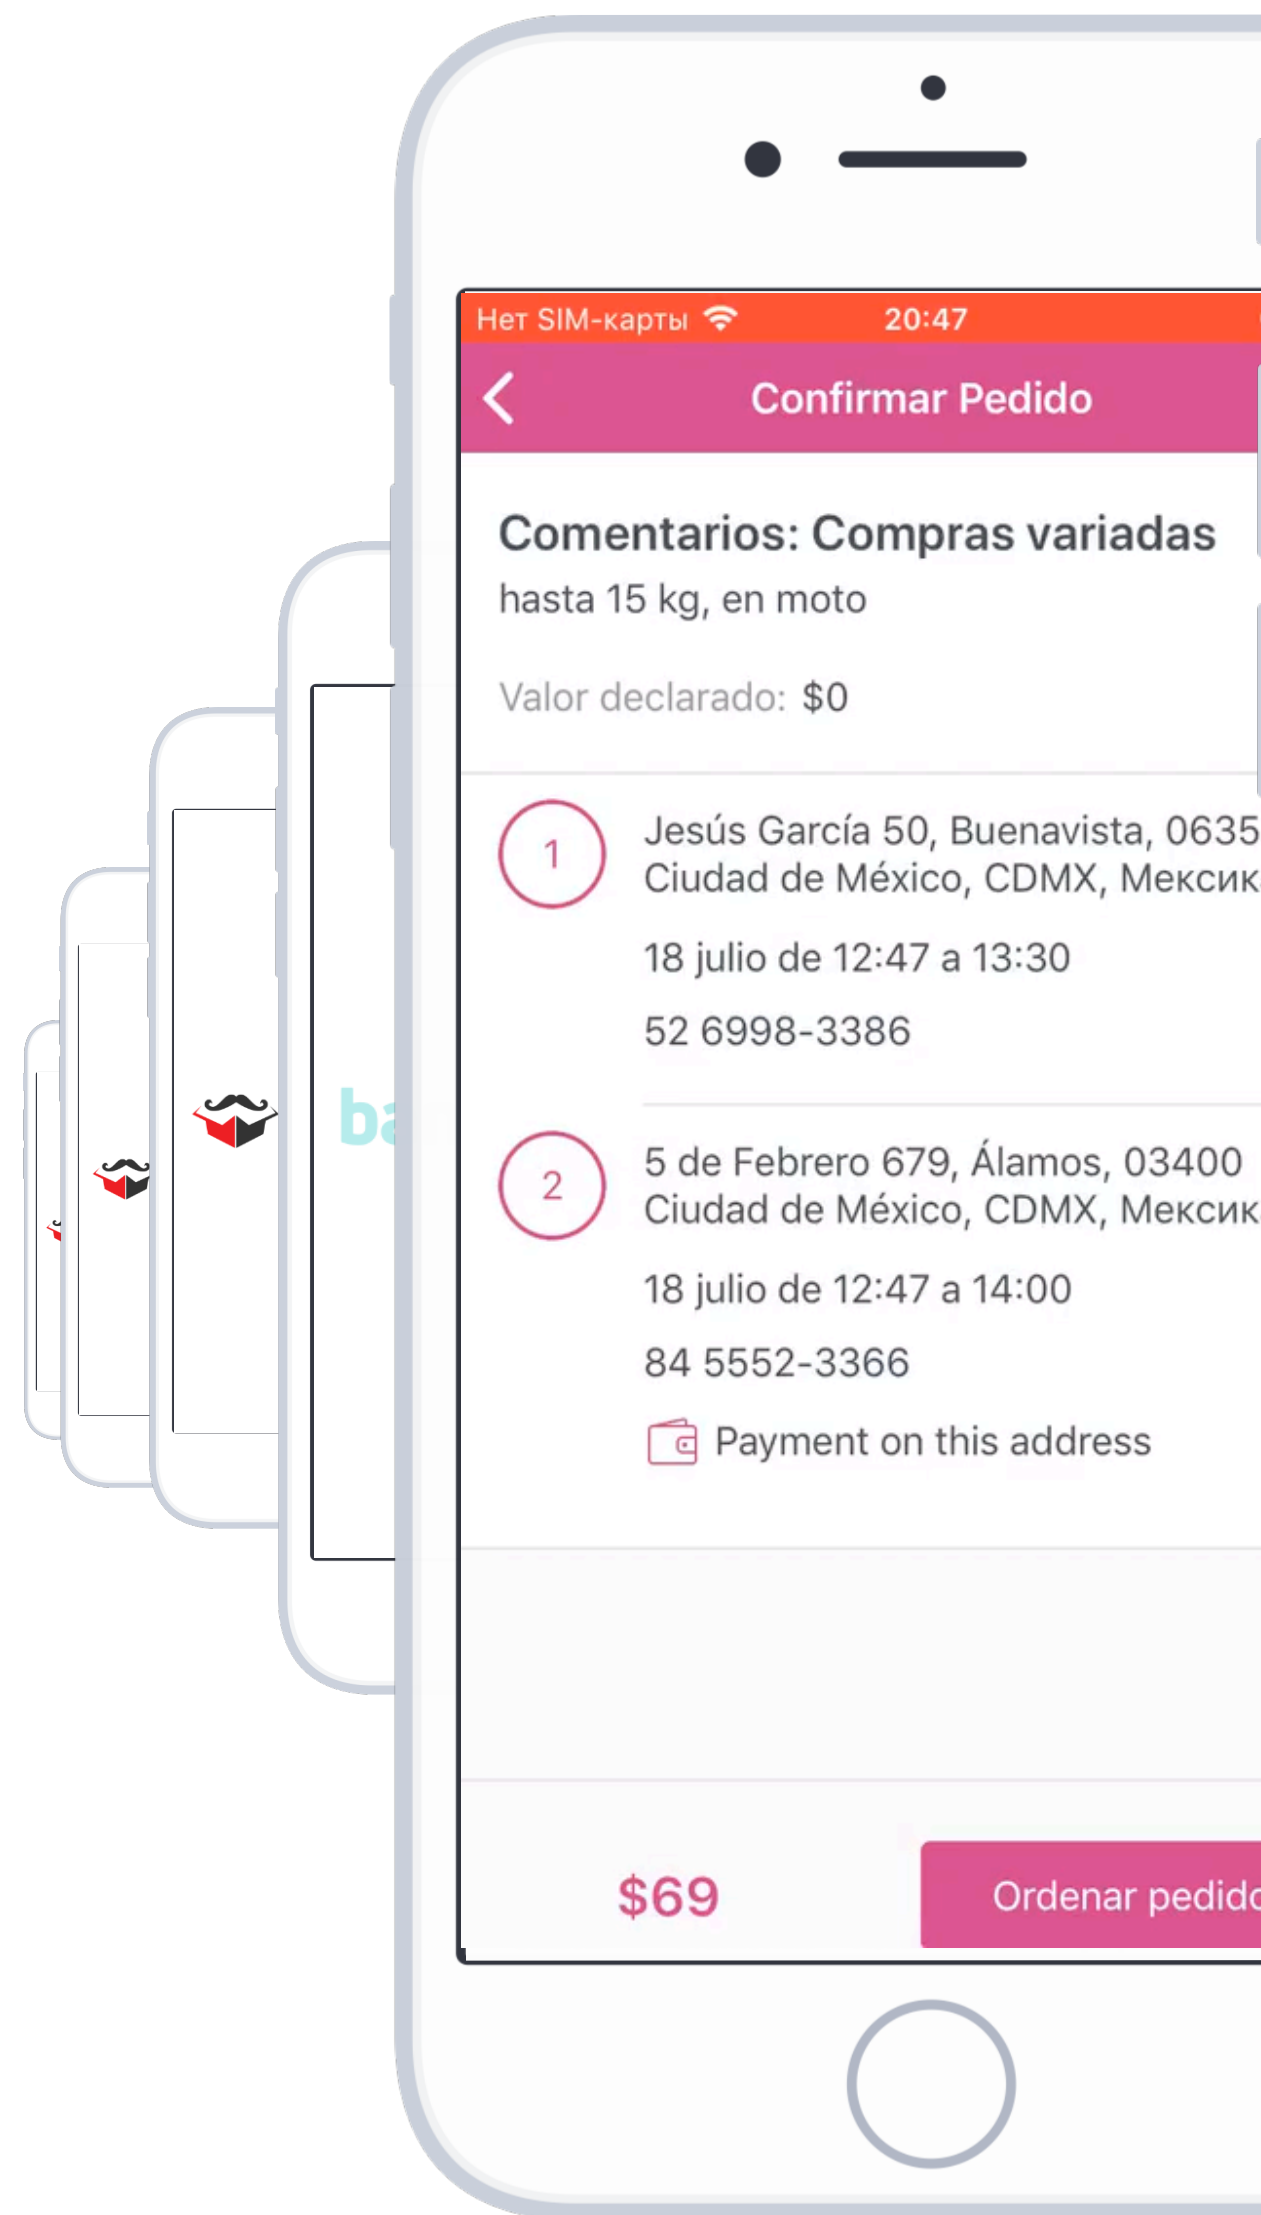 Нет SIM-карты
20:47
Confirmar Pedido
Comentarios: Compras variadas
hasta 15 kg, en moto
Valor declarado: $0
1
Jesús García 50, Buenavista, 0635
Ciudad de México, CDMX, Мексик
18 julio de 12:47 a 13:30
52 6998-3386
ba
2
5 de Febrero 679, Álamos, 03400
Ciudad de México, CDMX, Мексик
18 julio de 12:47 a 14:00
84 5552-3366
Payment on this address
$69
Ordenar pedido